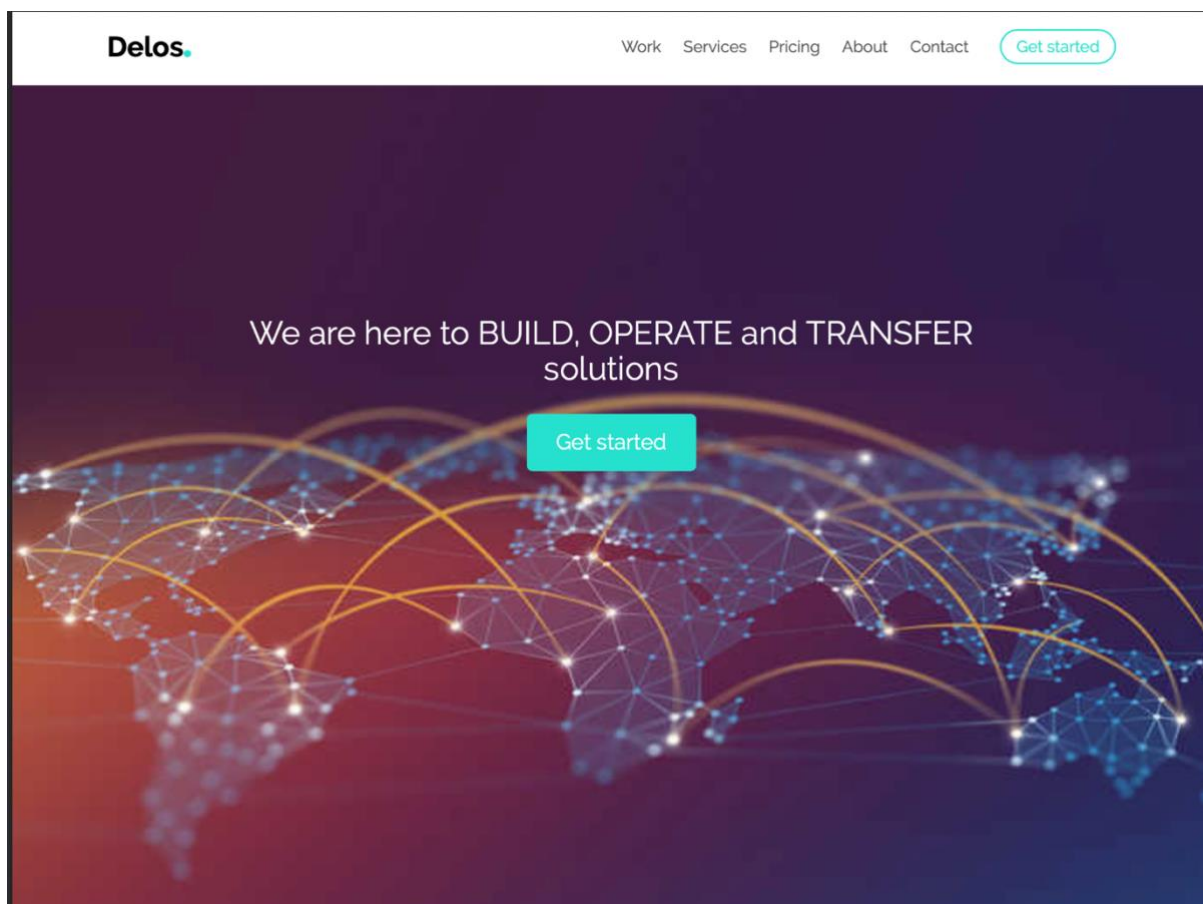 Delos.
Work Services Pricing About Contact Get started
We are here to BUILD, OPERATE and TRANSFER
solutions
Get started